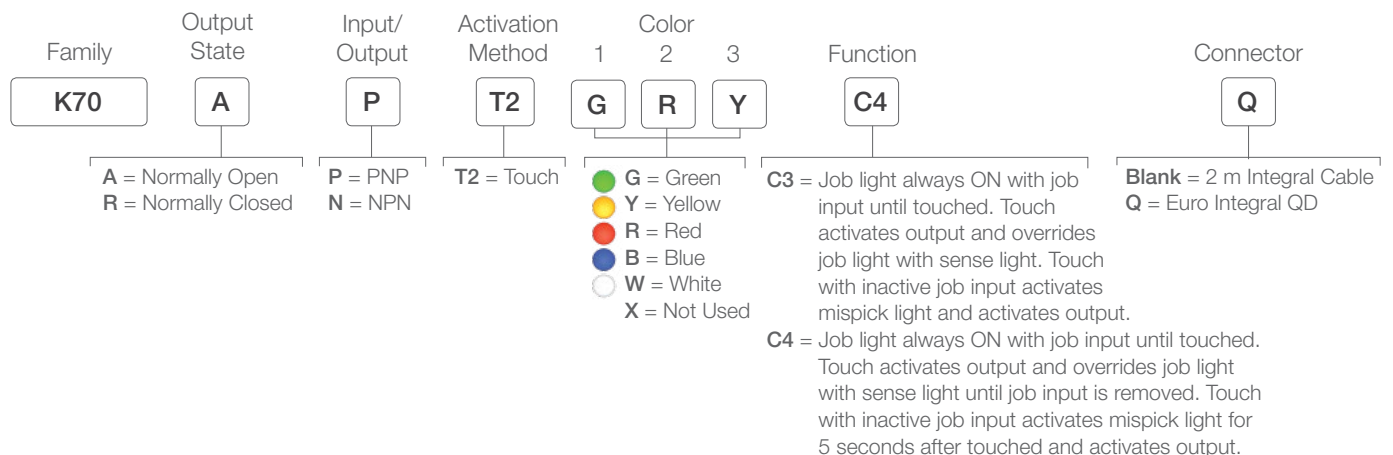 Family
Output
State
Input/
Output
Activation
Method
Color
1 2 3
Function
Connector
K70 A P T2 G R Y C4 Q
A = Normally Open
R = Normally Closed
P = PNP
N = NPN
T2 = Touch
G = Green
Y = Yellow
R = Red
B = Blue
W = White
X = Not Used
C3 = Job light always ON with job
input until touched. Touch
activates output and overrides
job light with sense light. Touch
with inactive job input activates
mispick light and activates output.
C4 = Job light always ON with job input until touched.
Touch activates output and overrides job light
with sense light until job input is removed. Touch
with inactive job input activates mispick light for
5 seconds after touched and activates output.
Blank = 2 m Integral Cable
Q = Euro Integral QD